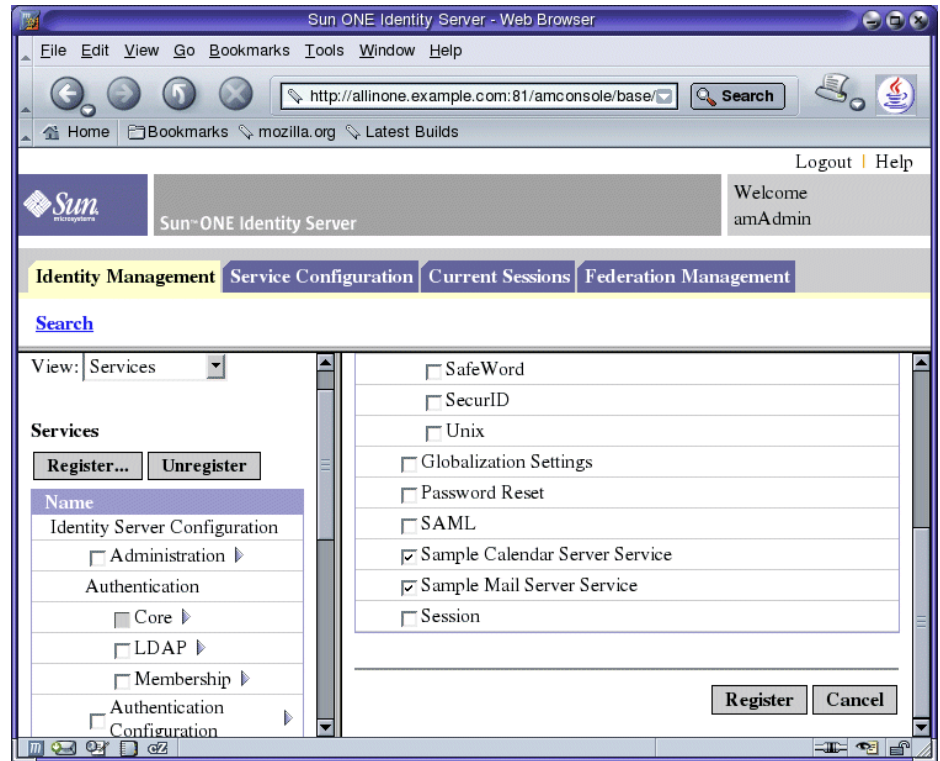 Sun ONE Identity Server - Web Browser
File Edit View Go Bookmarks Tools Window Help
http://allinone.example.com:81/amconsole/base/ Search
Home Bookmarks mozilla.org Latest Builds
Logout | Help
Sun
microsystems
Sun™ ONE Identity Server
Welcome
amAdmin
Identity Management Service Configuration Current Sessions Federation Management
Search
View: Services
Services
Register... Unregister
Name
Identity Server Configuration
Administration
Authentication
Core
LDAP
Membership
Authentication
Configuration
SafeWord
SecurID
Unix
Globalization Settings
Password Reset
SAML
Sample Calendar Server Service
Sample Mail Server Service
Session
Register Cancel